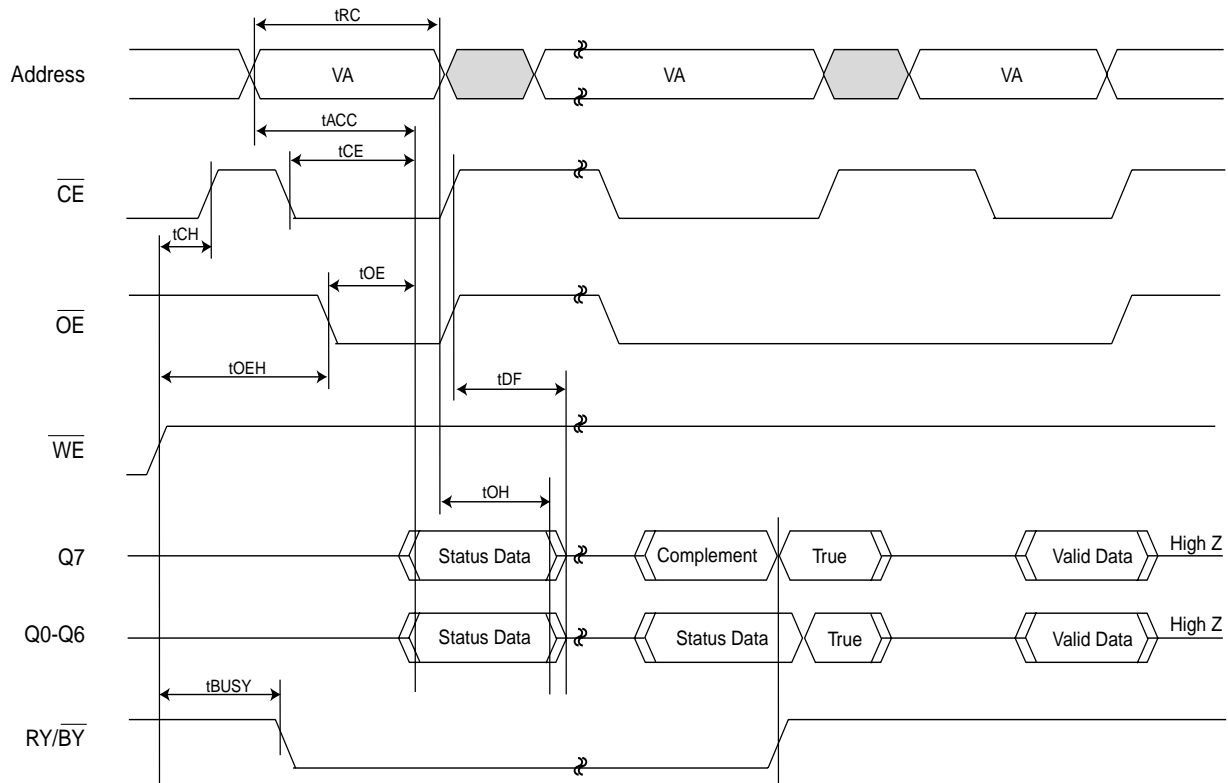 tRC
Address VA VA VA
tACC
tCE
CE
tCH
tOE
OE
tOEH
tDF
WE
tOH
Q7 Status Data Complement True Valid Data High Z
Q0-Q6 Status Data Status Data True Valid Data High Z
tBUSY
RY/BY